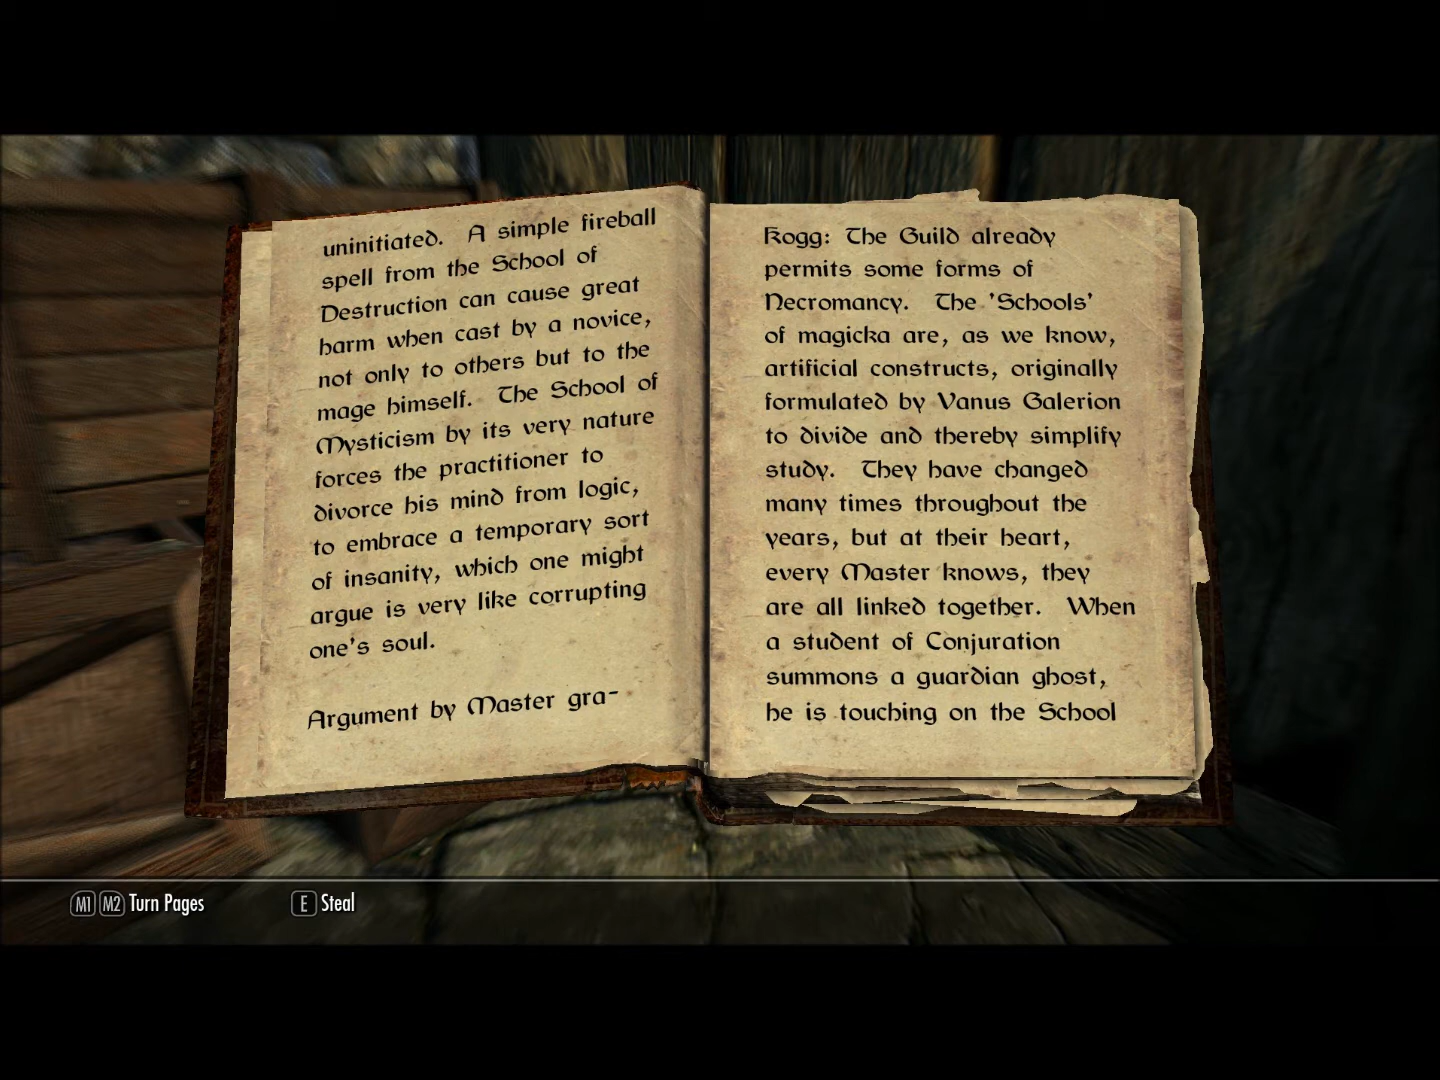 uninitiated. A simple fireball
spell from the School of
Destruction can cause great
harm when cast by a novice,
not only to others but to the
mage himself. The School of
Mysticism by its very nature
forces the practitioner to
divorce his mind from logic,
to embrace a temporary sort
of insanity, which one might
argue is very like corrupting
one's soul.
Argument by Master gra-
Kogg: The Guild already
permits some forms of
Necromancy. The 'Schools'
of magicka are, as we know,
artificial constructs, originally
formulated by Vanus Galerion
to divide and thereby simplify
study. They have changed
many times throughout the
years, but at their heart,
every Master knows, they
are all linked together. When
a student of Conjuration
summons a guardian ghost,
he is touching on the School
M1 M2 Turn Pages E Steal